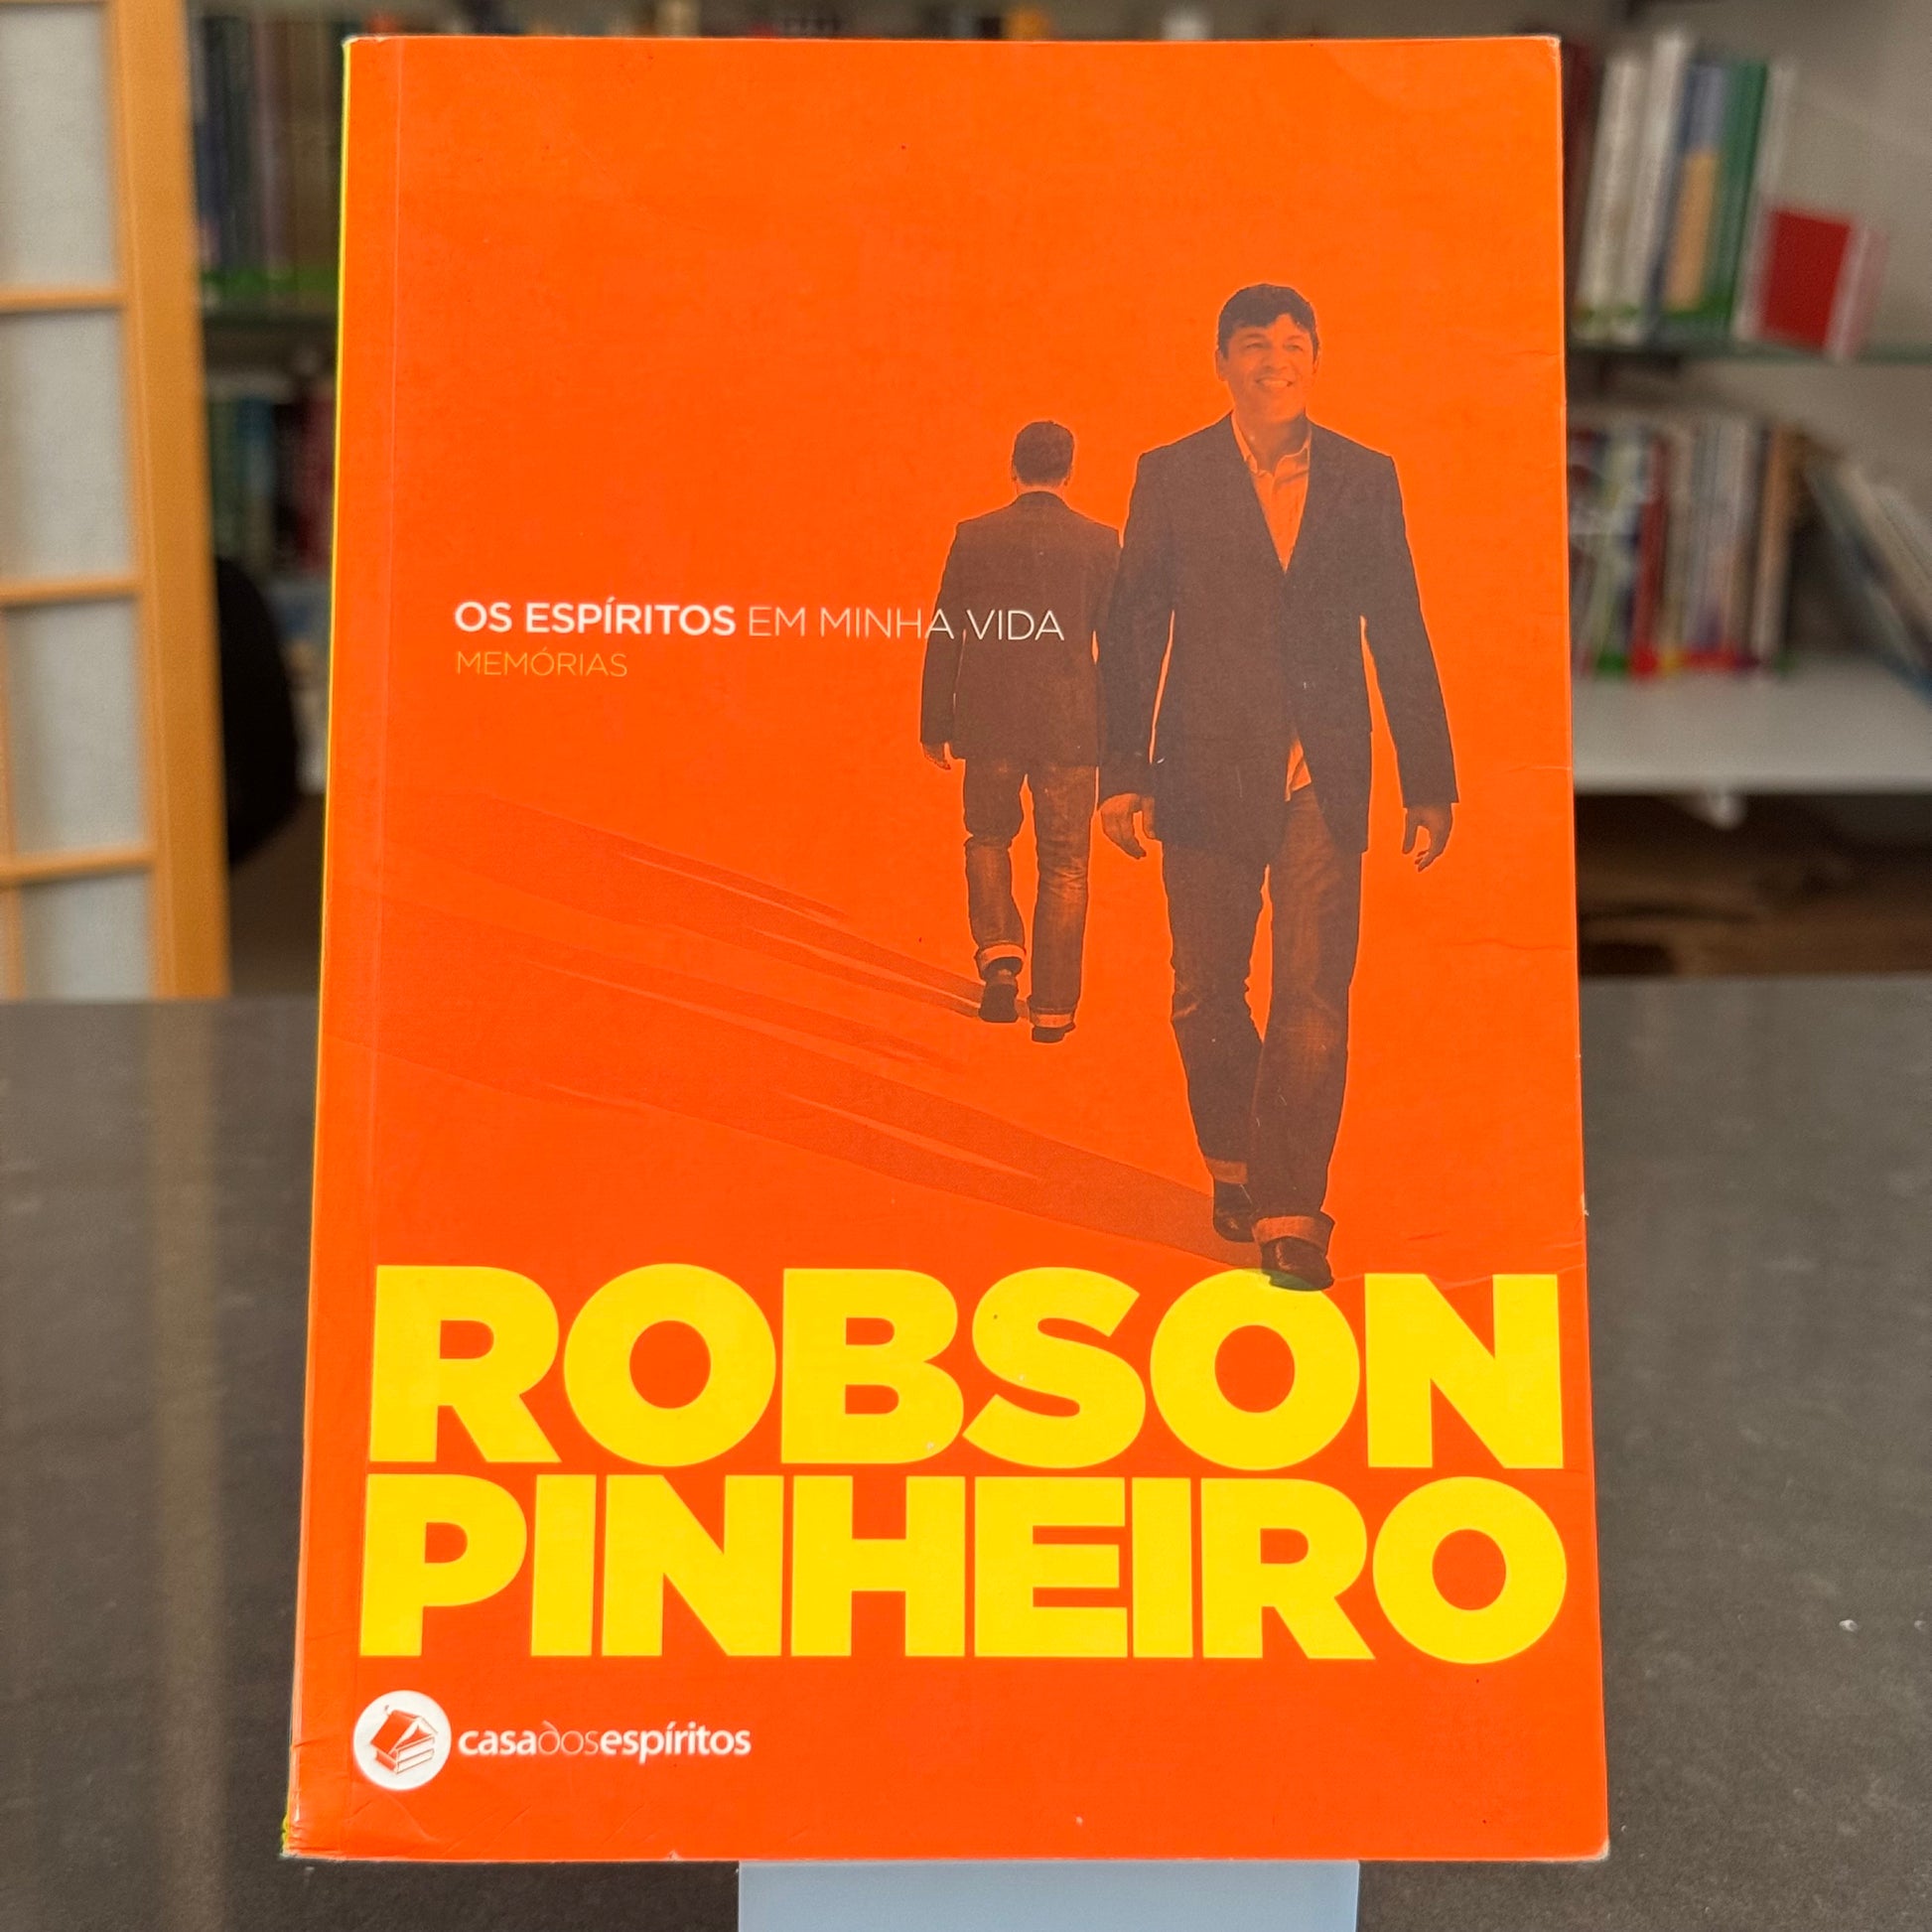 OS ESPÍRITOS EM MINHA VIDA
MEMÓRIAS
ROBSON
PINHEIRO
casadosespíritos